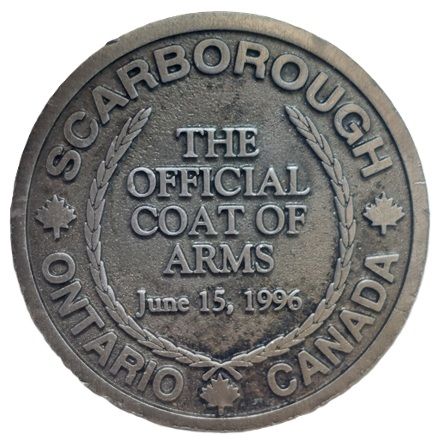 SCARBOROUGH
THE
OFFICIAL
COAT OF
ARMS
June 15, 1996
ONTARIO CANADA